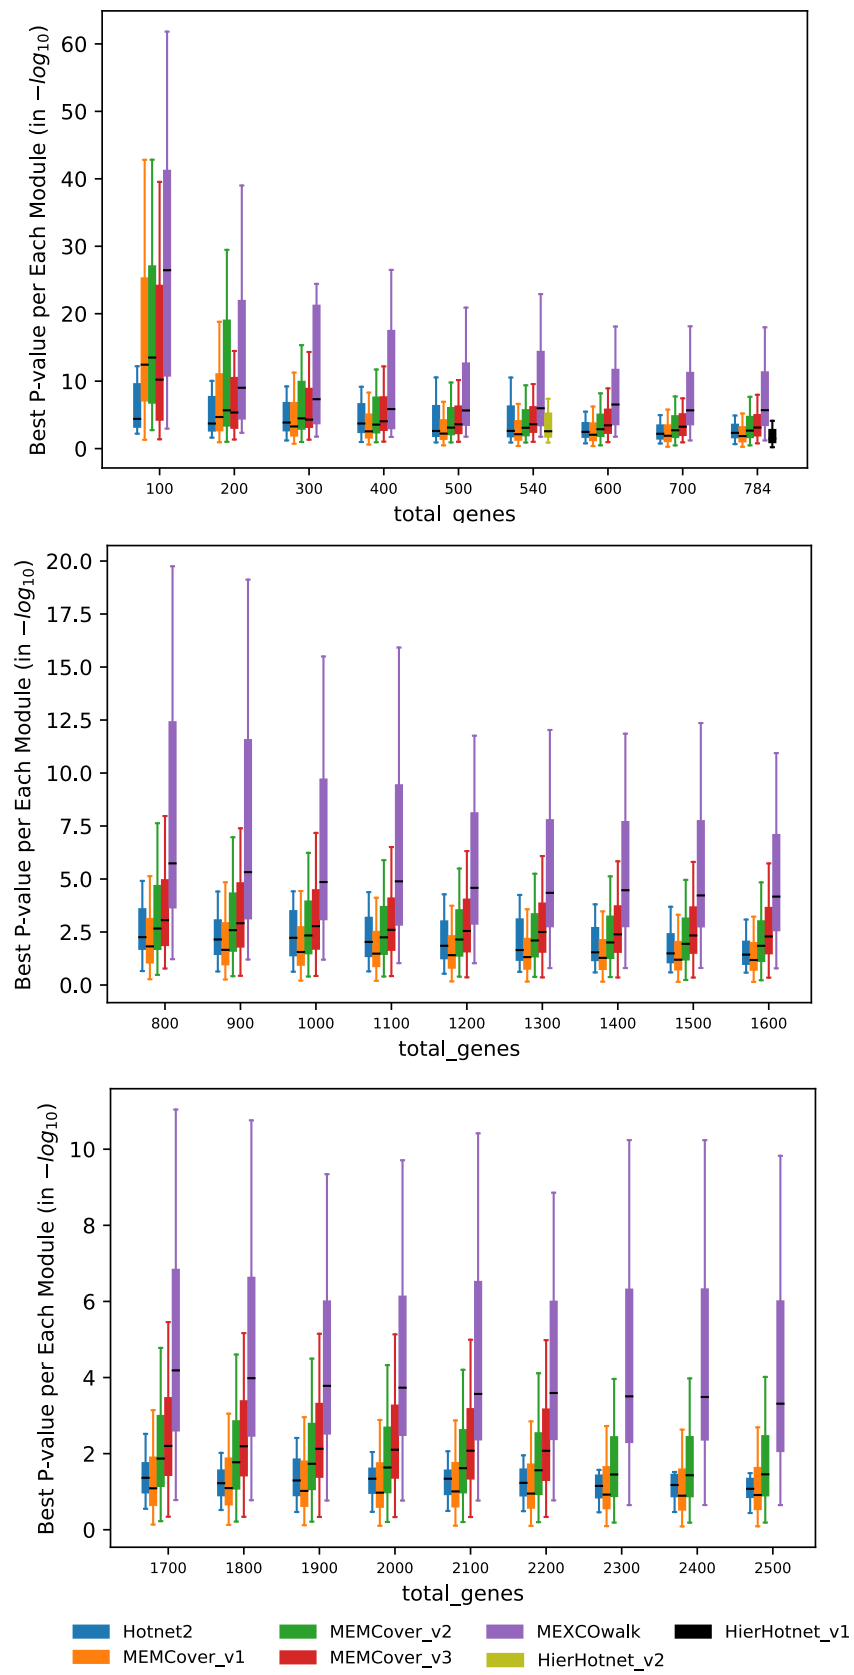 Best P-value per Each Module (in −log10)
60
50
40
30
20
10
0
100 200 300 400 500 540 600 700 784
total_genes
Best P-value per Each Module (in −log10)
20.0
17.5
15.0
12.5
10.0
7.5
5.0
2.5
0.0
800 900 1000 1100 1200 1300 1400 1500 1600
total_genes
Best P-value per Each Module (in −log10)
10
8
6
4
2
0
1700 1800 1900 2000 2100 2200 2300 2400 2500
total_genes
Hotnet2 MEMCover_v2 MEXCOwalk HierHotnet_v1
MEMCover_v1 MEMCover_v3 HierHotnet_v2